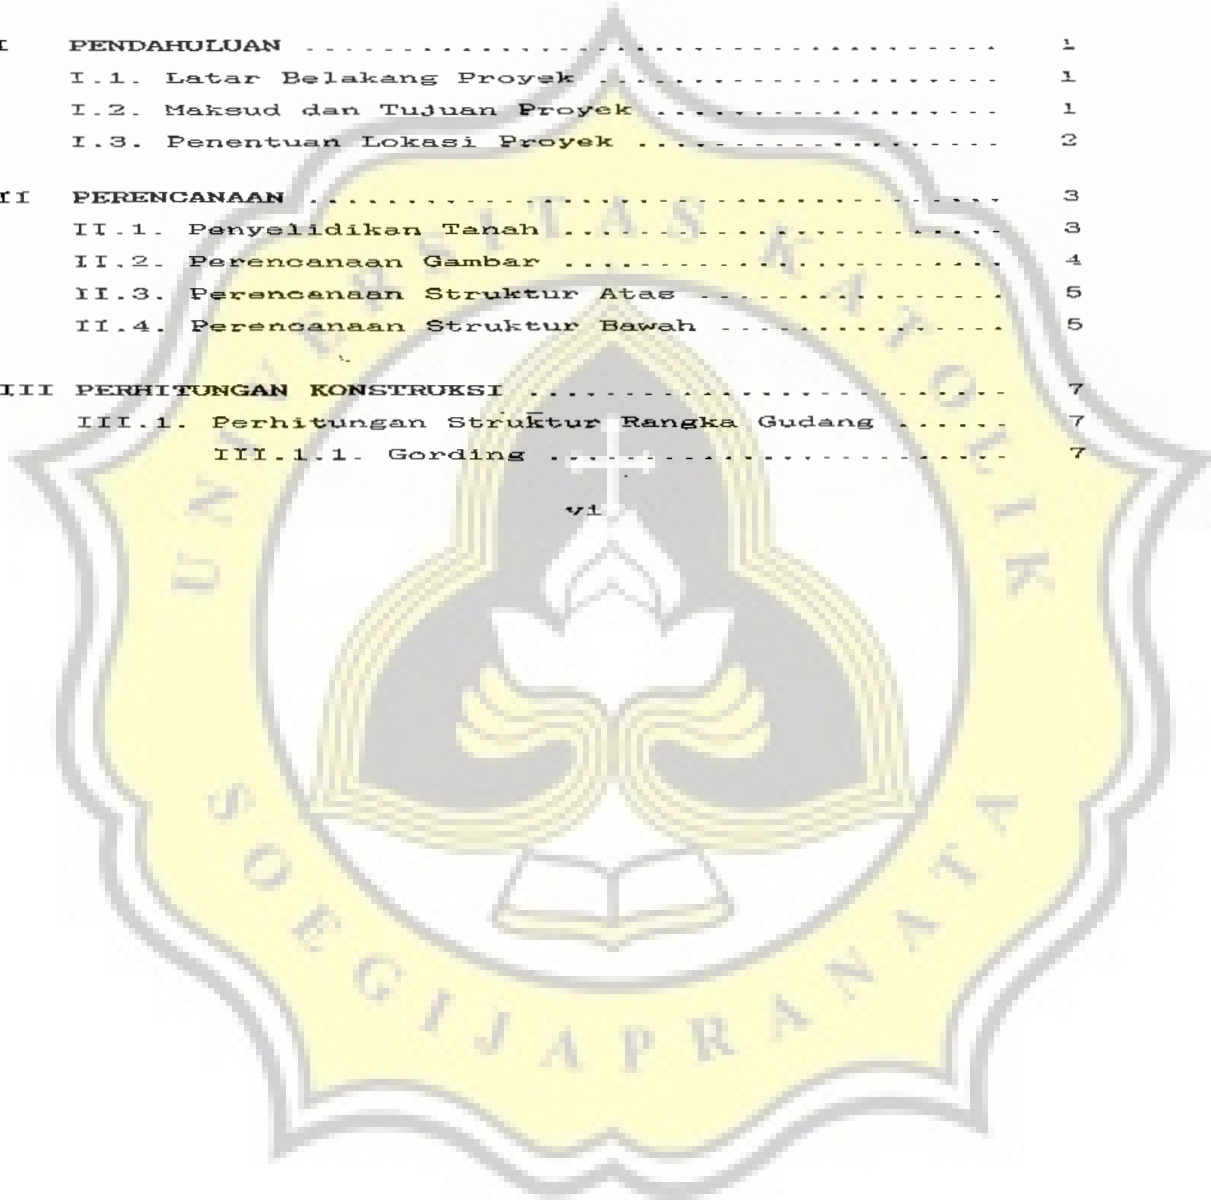 I PENDAHULUAN .................................... 1
I.1. Latar Belakang Proyek ..................... 1
I.2. Maksud dan Tujuan Proyek .................. 1
I.3. Penentuan Lokasi Proyek ................... 2
II PERENCANAAN .................................... 3
II.1. Penyelidikan Tanah ....................... 3
II.2. Perencanaan Gambar ....................... 4
II.3. Perencanaan Struktur Atas ................ 5
II.4. Perencanaan Struktur Bawah ............... 5
III PERHITUNGAN KONSTRUKSI ......................... 7
III.1. Perhitungan Struktur Rangka Gudang ...... 7
III.1.1. Gording ........................ 7
vi
UNIVERSITAS KATOLIK
SOEGIJAPRANATA